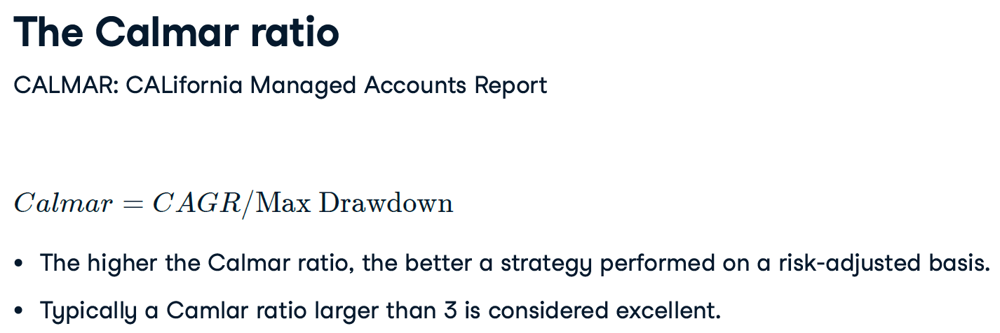 The Calmar ratio
CALMAR: CALifornia Managed Accounts Report
Calmar = CAGR/Max Drawdown
• The higher the Calmar ratio, the better a strategy performed on a risk-adjusted basis.
• Typically a Camlar ratio larger than 3 is considered excellent.